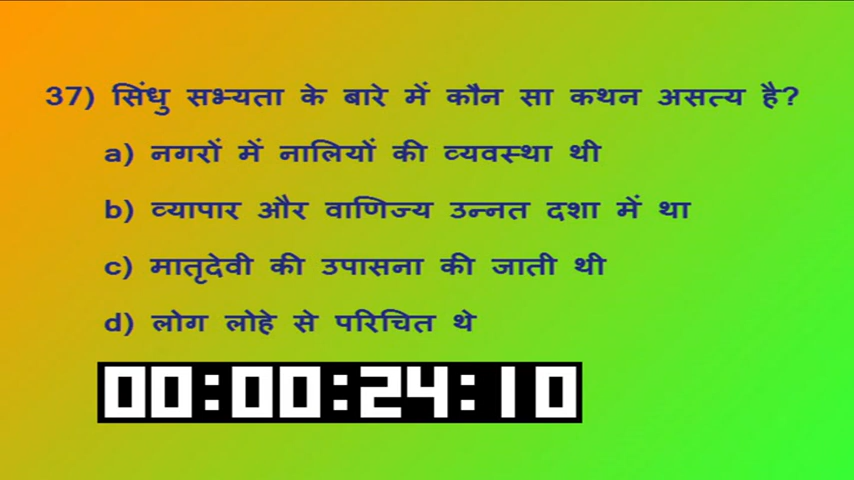 37) सिंधु सभ्यता के बारे में कौन सा कथन असत्य है?
a) नगरों में नालियों की व्यवस्था थी
b) व्यापार और वाणिज्य उन्नत दशा में था
c) मातृदेवी की उपासना की जाती थी
d) लोग लोहे से परिचित थे
00:00:24:10